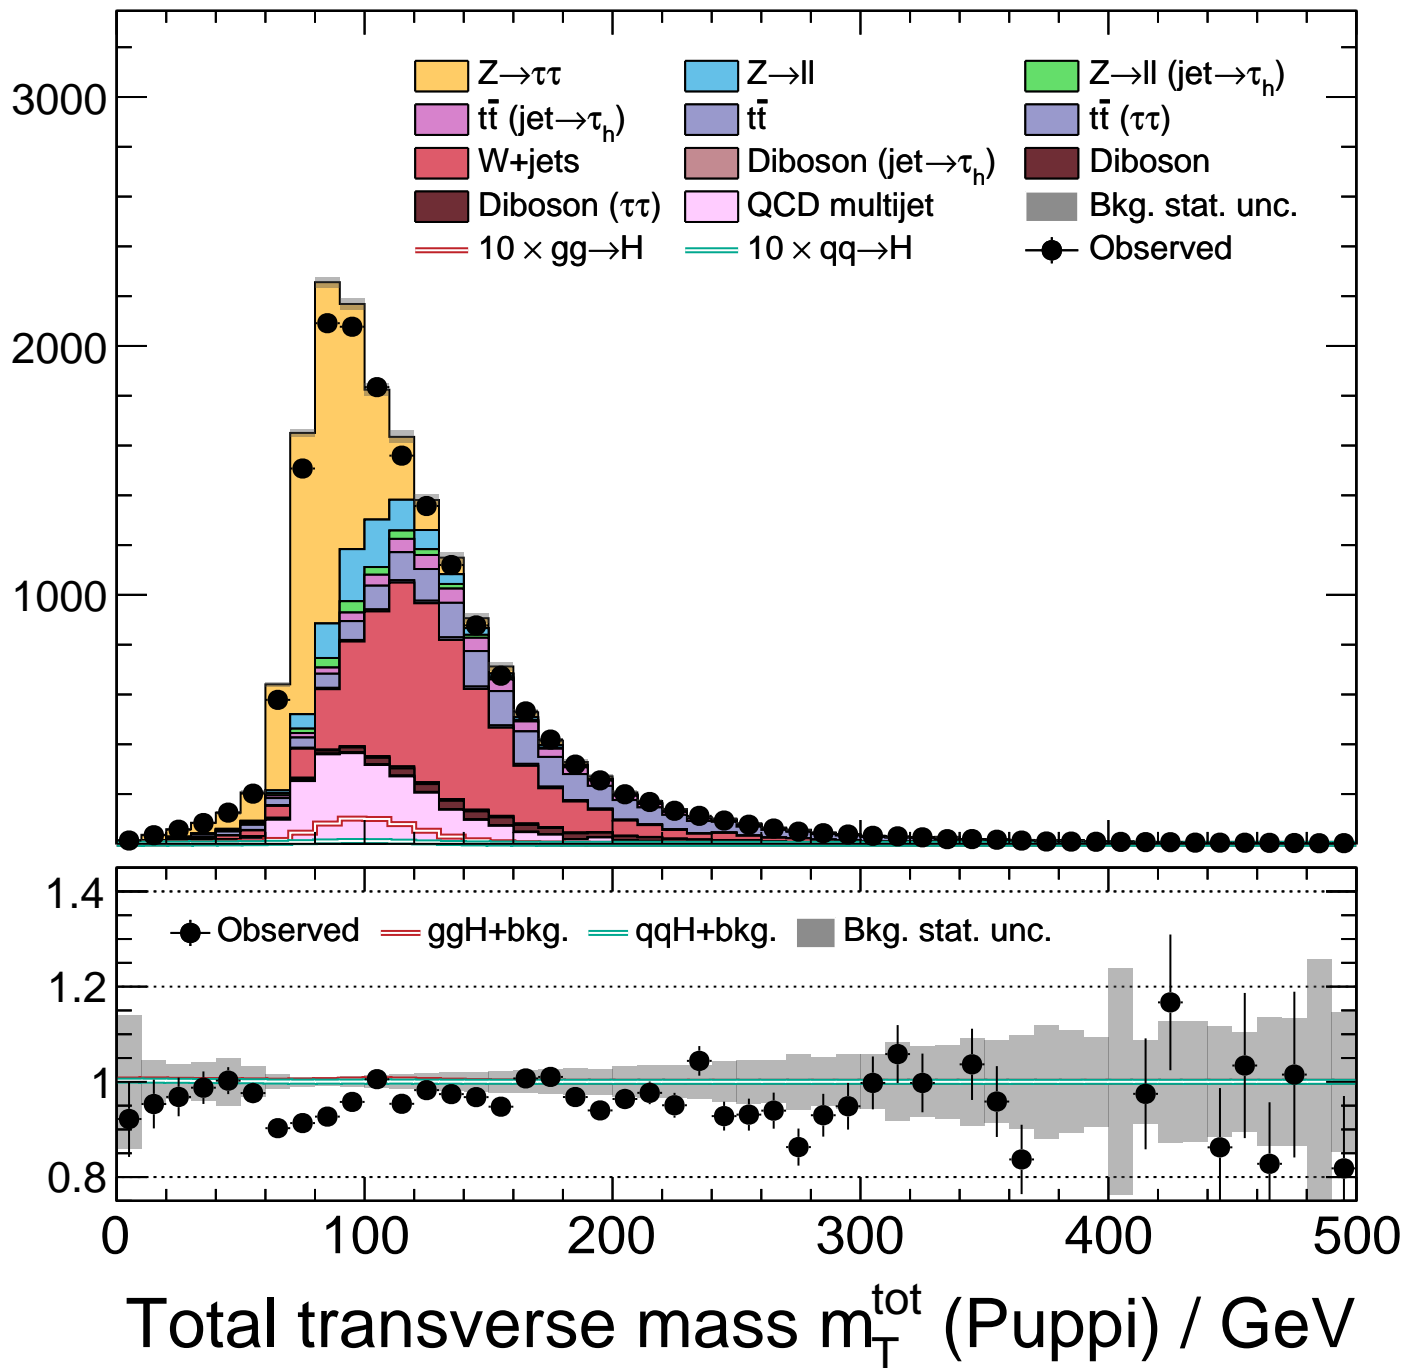 3000
2000
1000
Z→ττ Z→ll Z→ll (jet→τh)
tt̄ (jet→τh) tt̄ tt̄ (ττ)
W+jets Diboson (jet→τh) Diboson
Diboson (ττ) QCD multijet Bkg. stat. unc.
10 × gg→H 10 × qq→H Observed
1.4
Observed ggH+bkg. qqH+bkg. Bkg. stat. unc.
1.2
1
0.8
0 100 200 300 400 500
Total transverse mass m_T^tot (Puppi) / GeV